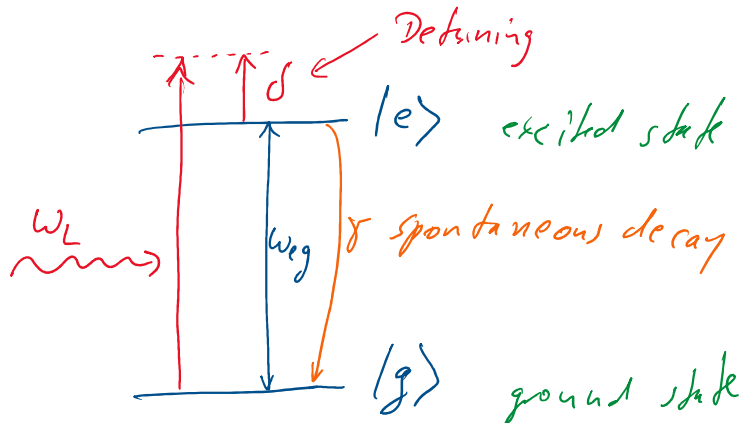 Detuning
δ
|e⟩ excited state
ω_L
ω_eg
γ spontaneous decay
|g⟩ ground state